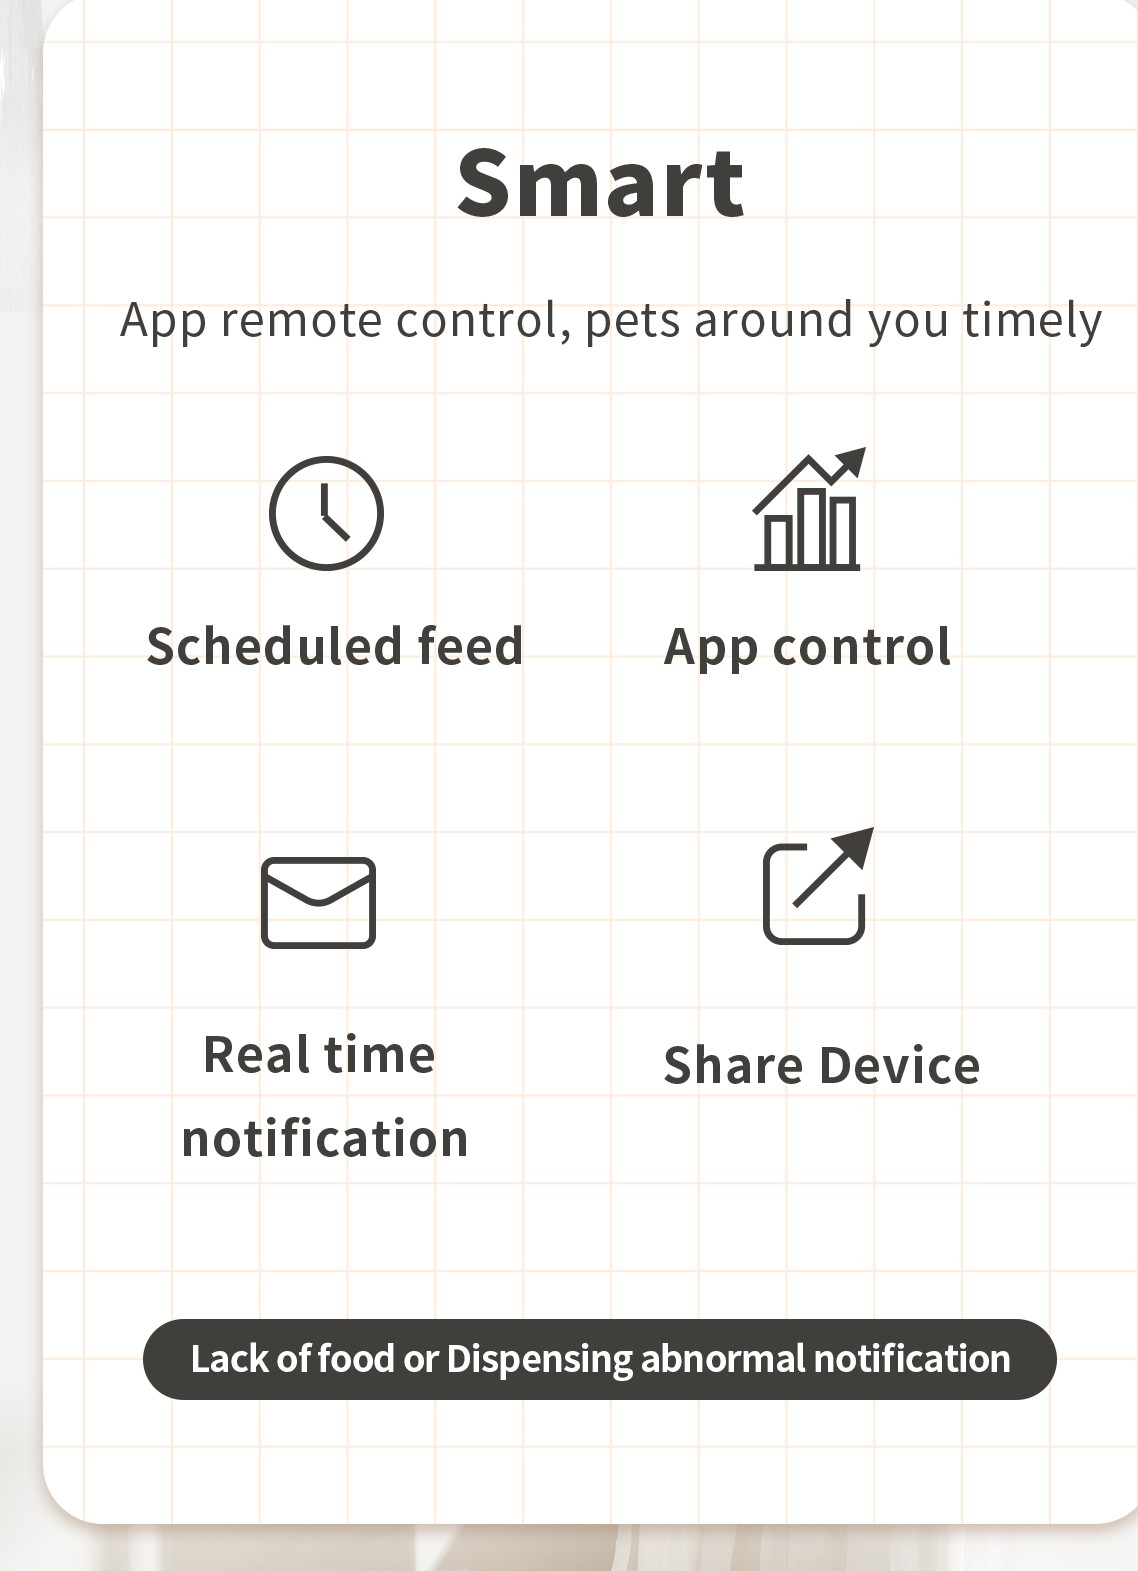 Smart
App remote control, pets around you timely
Scheduled feed
App control
Real time
notification
Share Device
Lack of food or Dispensing abnormal notification